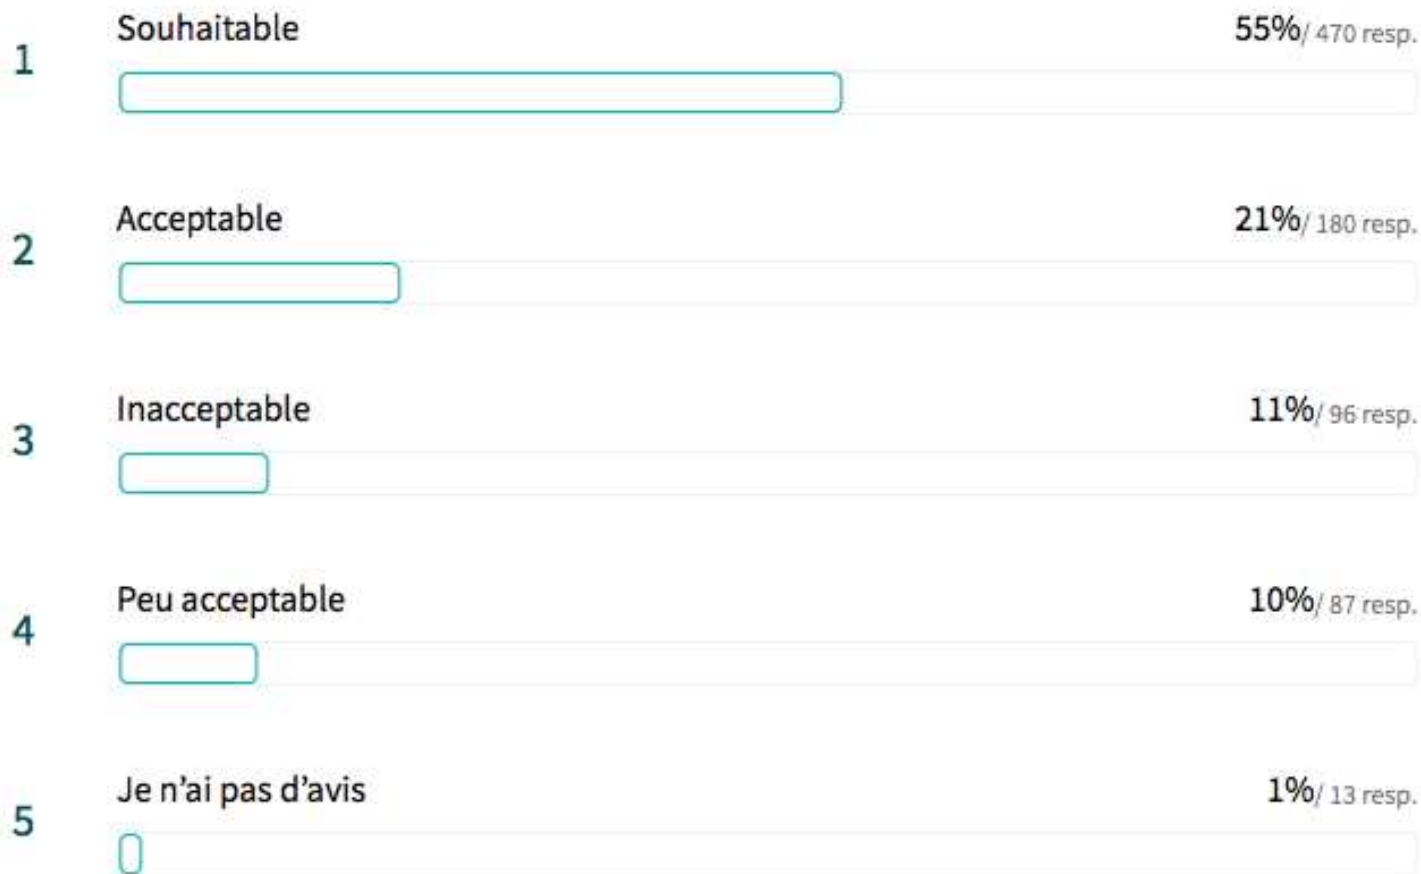 1 Souhaitable 55%/ 470 resp.
2 Acceptable 21%/ 180 resp.
3 Inacceptable 11%/ 96 resp.
4 Peu acceptable 10%/ 87 resp.
5 Je n’ai pas d’avis 1%/ 13 resp.